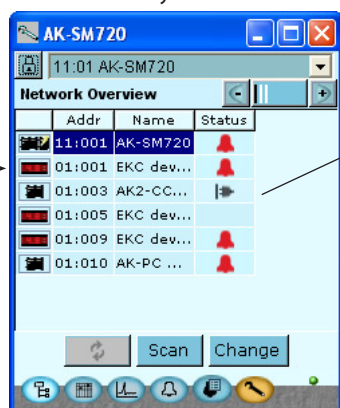 AK-SM720
11:01 AK-SM720
Network Overview
Addr Name Status
11:001 AK-SM720
01:001 EKC dev...
01:003 AK2-CC...
01:005 EKC dev...
01:009 EKC dev...
01:010 AK-PC ...
Scan Change